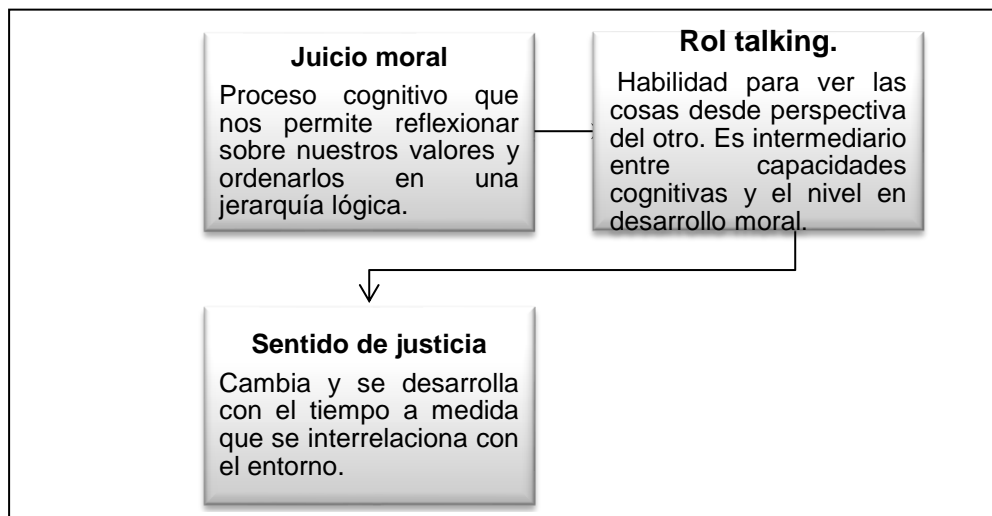 Juicio moral
Proceso cognitivo que
nos permite reflexionar
sobre nuestros valores y
ordenarlos en una
jerarquía lógica.
Rol talking.
Habilidad para ver las
cosas desde perspectiva
del otro. Es intermediario
entre capacidades
cognitivas y el nivel en
desarrollo moral.
Sentido de justicia
Cambia y se desarrolla
con el tiempo a medida
que se interrelaciona con
el entorno.